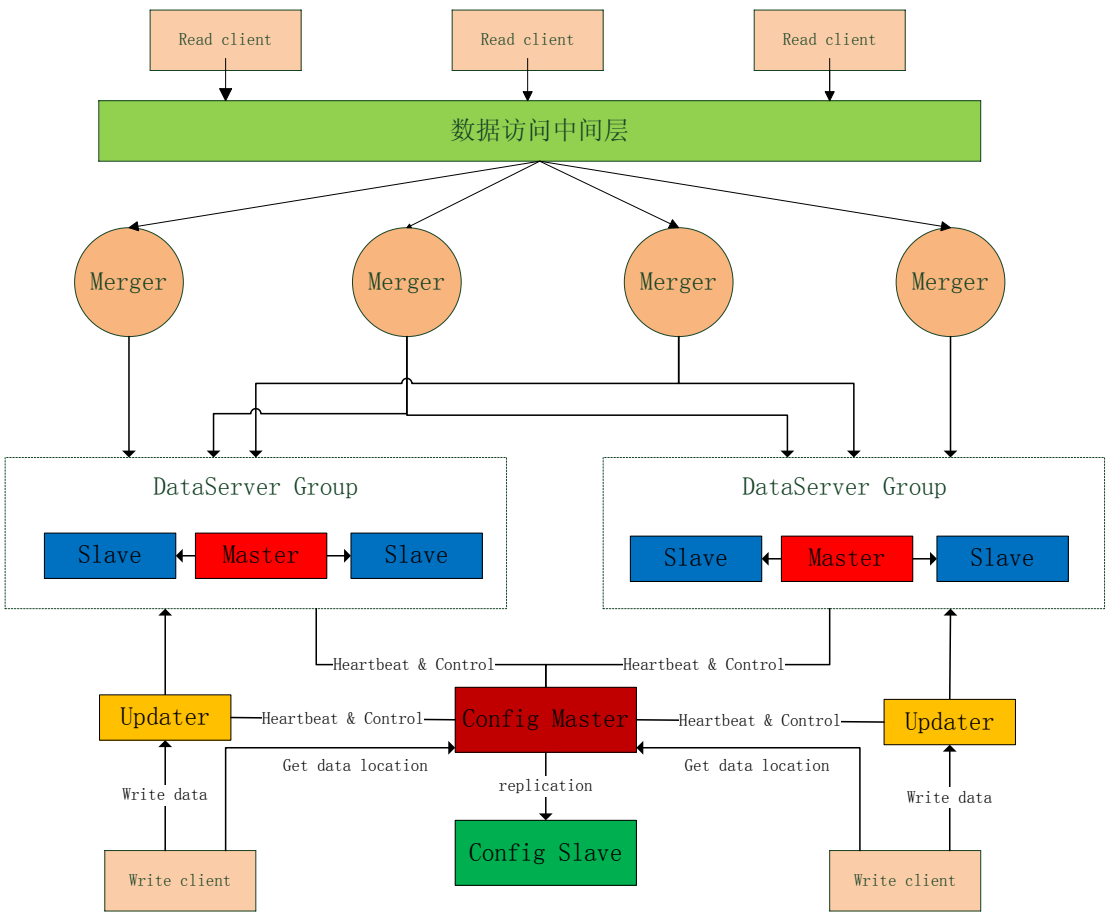 Read client
Read client
Read client
数据访问中间层
Merger
Merger
Merger
Merger
DataServer Group
DataServer Group
Slave
Master
Slave
Slave
Master
Slave
Heartbeat & Control
Heartbeat & Control
Updater
Heartbeat & Control
Config Master
Heartbeat & Control
Updater
Get data location
Get data location
Write data
replication
Write data
Config Slave
Write client
Write client